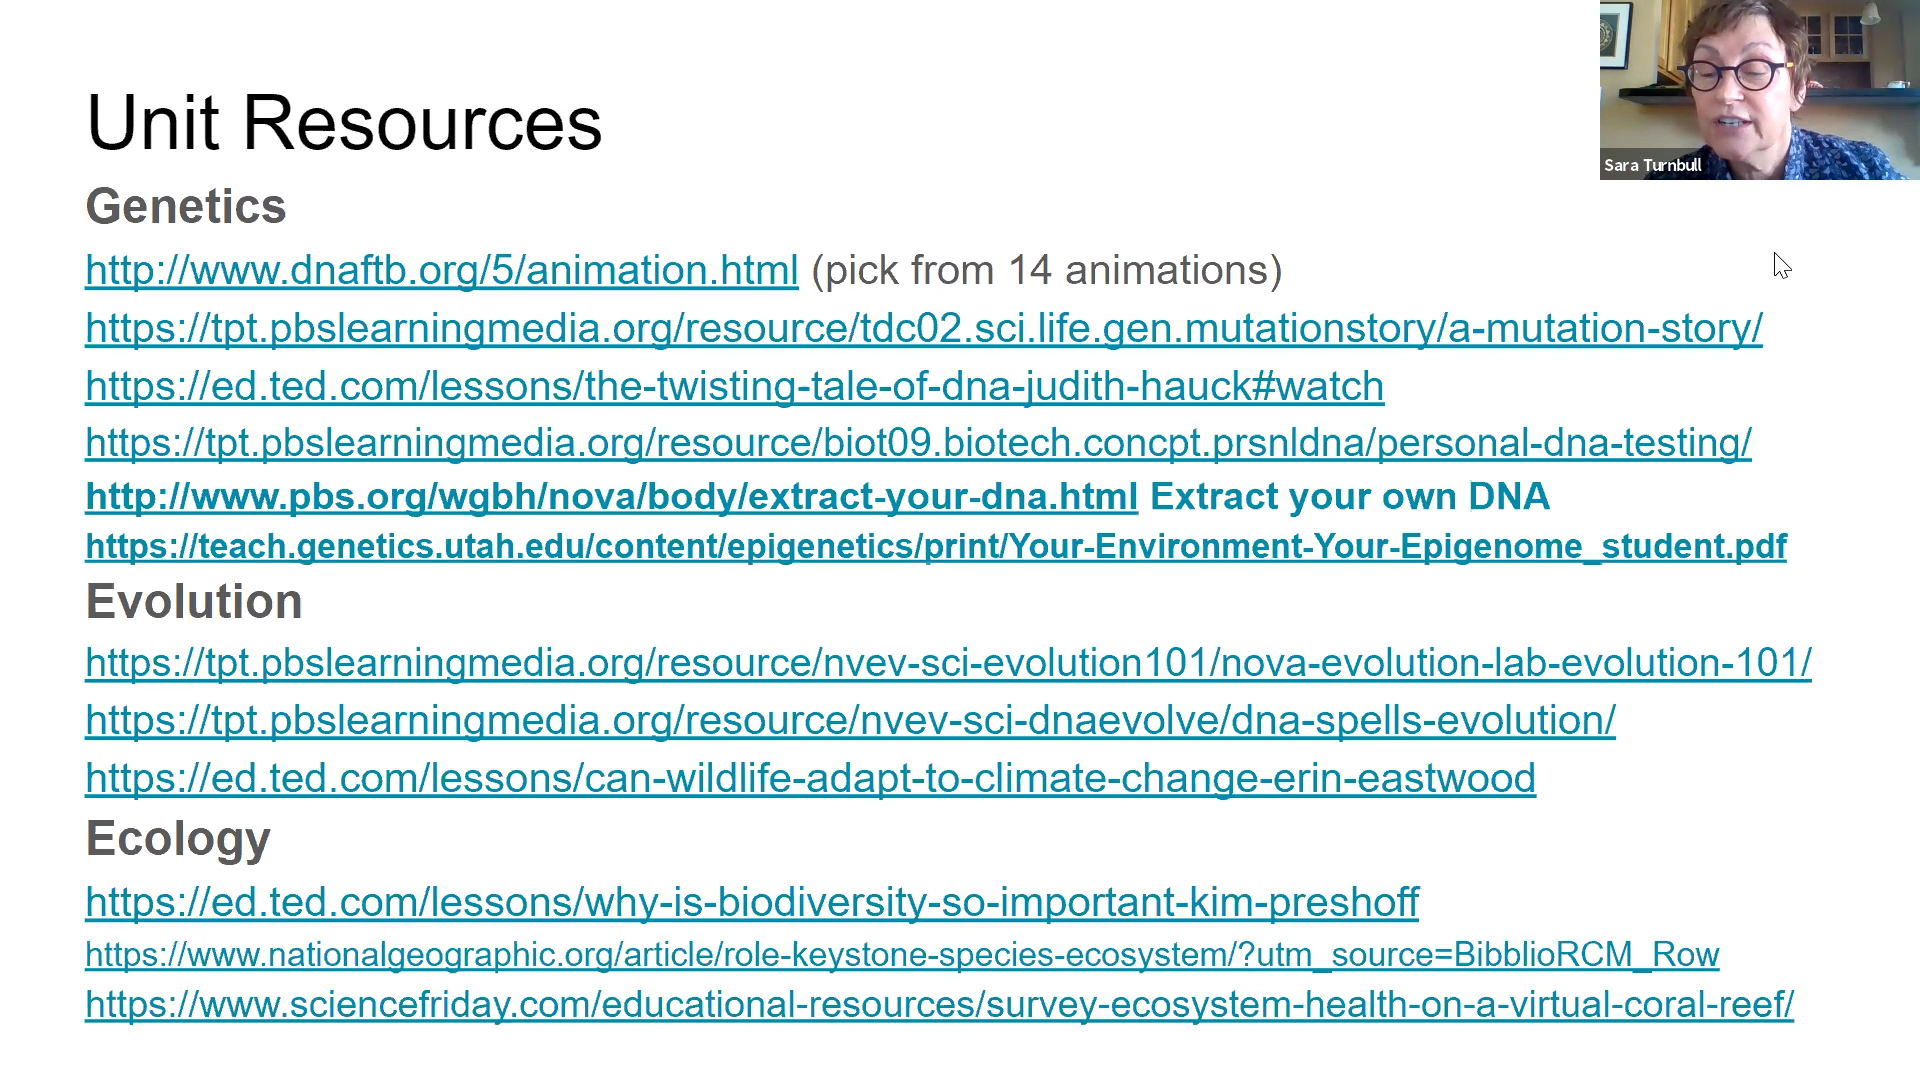 Unit Resources
Sara Turnbull
Genetics
http://www.dnaftb.org/5/animation.html (pick from 14 animations)
https://tpt.pbslearningmedia.org/resource/tdc02.sci.life.gen.mutationstory/a-mutation-story/
https://ed.ted.com/lessons/the-twisting-tale-of-dna-judith-hauck#watch
https://tpt.pbslearningmedia.org/resource/biot09.biotech.concpt.prsnldna/personal-dna-testing/
http://www.pbs.org/wgbh/nova/body/extract-your-dna.html Extract your own DNA
https://teach.genetics.utah.edu/content/epigenetics/print/Your-Environment-Your-Epigenome_student.pdf
Evolution
https://tpt.pbslearningmedia.org/resource/nvev-sci-evolution101/nova-evolution-lab-evolution-101/
https://tpt.pbslearningmedia.org/resource/nvev-sci-dnaevolve/dna-spells-evolution/
https://ed.ted.com/lessons/can-wildlife-adapt-to-climate-change-erin-eastwood
Ecology
https://ed.ted.com/lessons/why-is-biodiversity-so-important-kim-preshoff
https://www.nationalgeographic.org/article/role-keystone-species-ecosystem/?utm_source=BibblioRCM_Row
https://www.sciencefriday.com/educational-resources/survey-ecosystem-health-on-a-virtual-coral-reef/